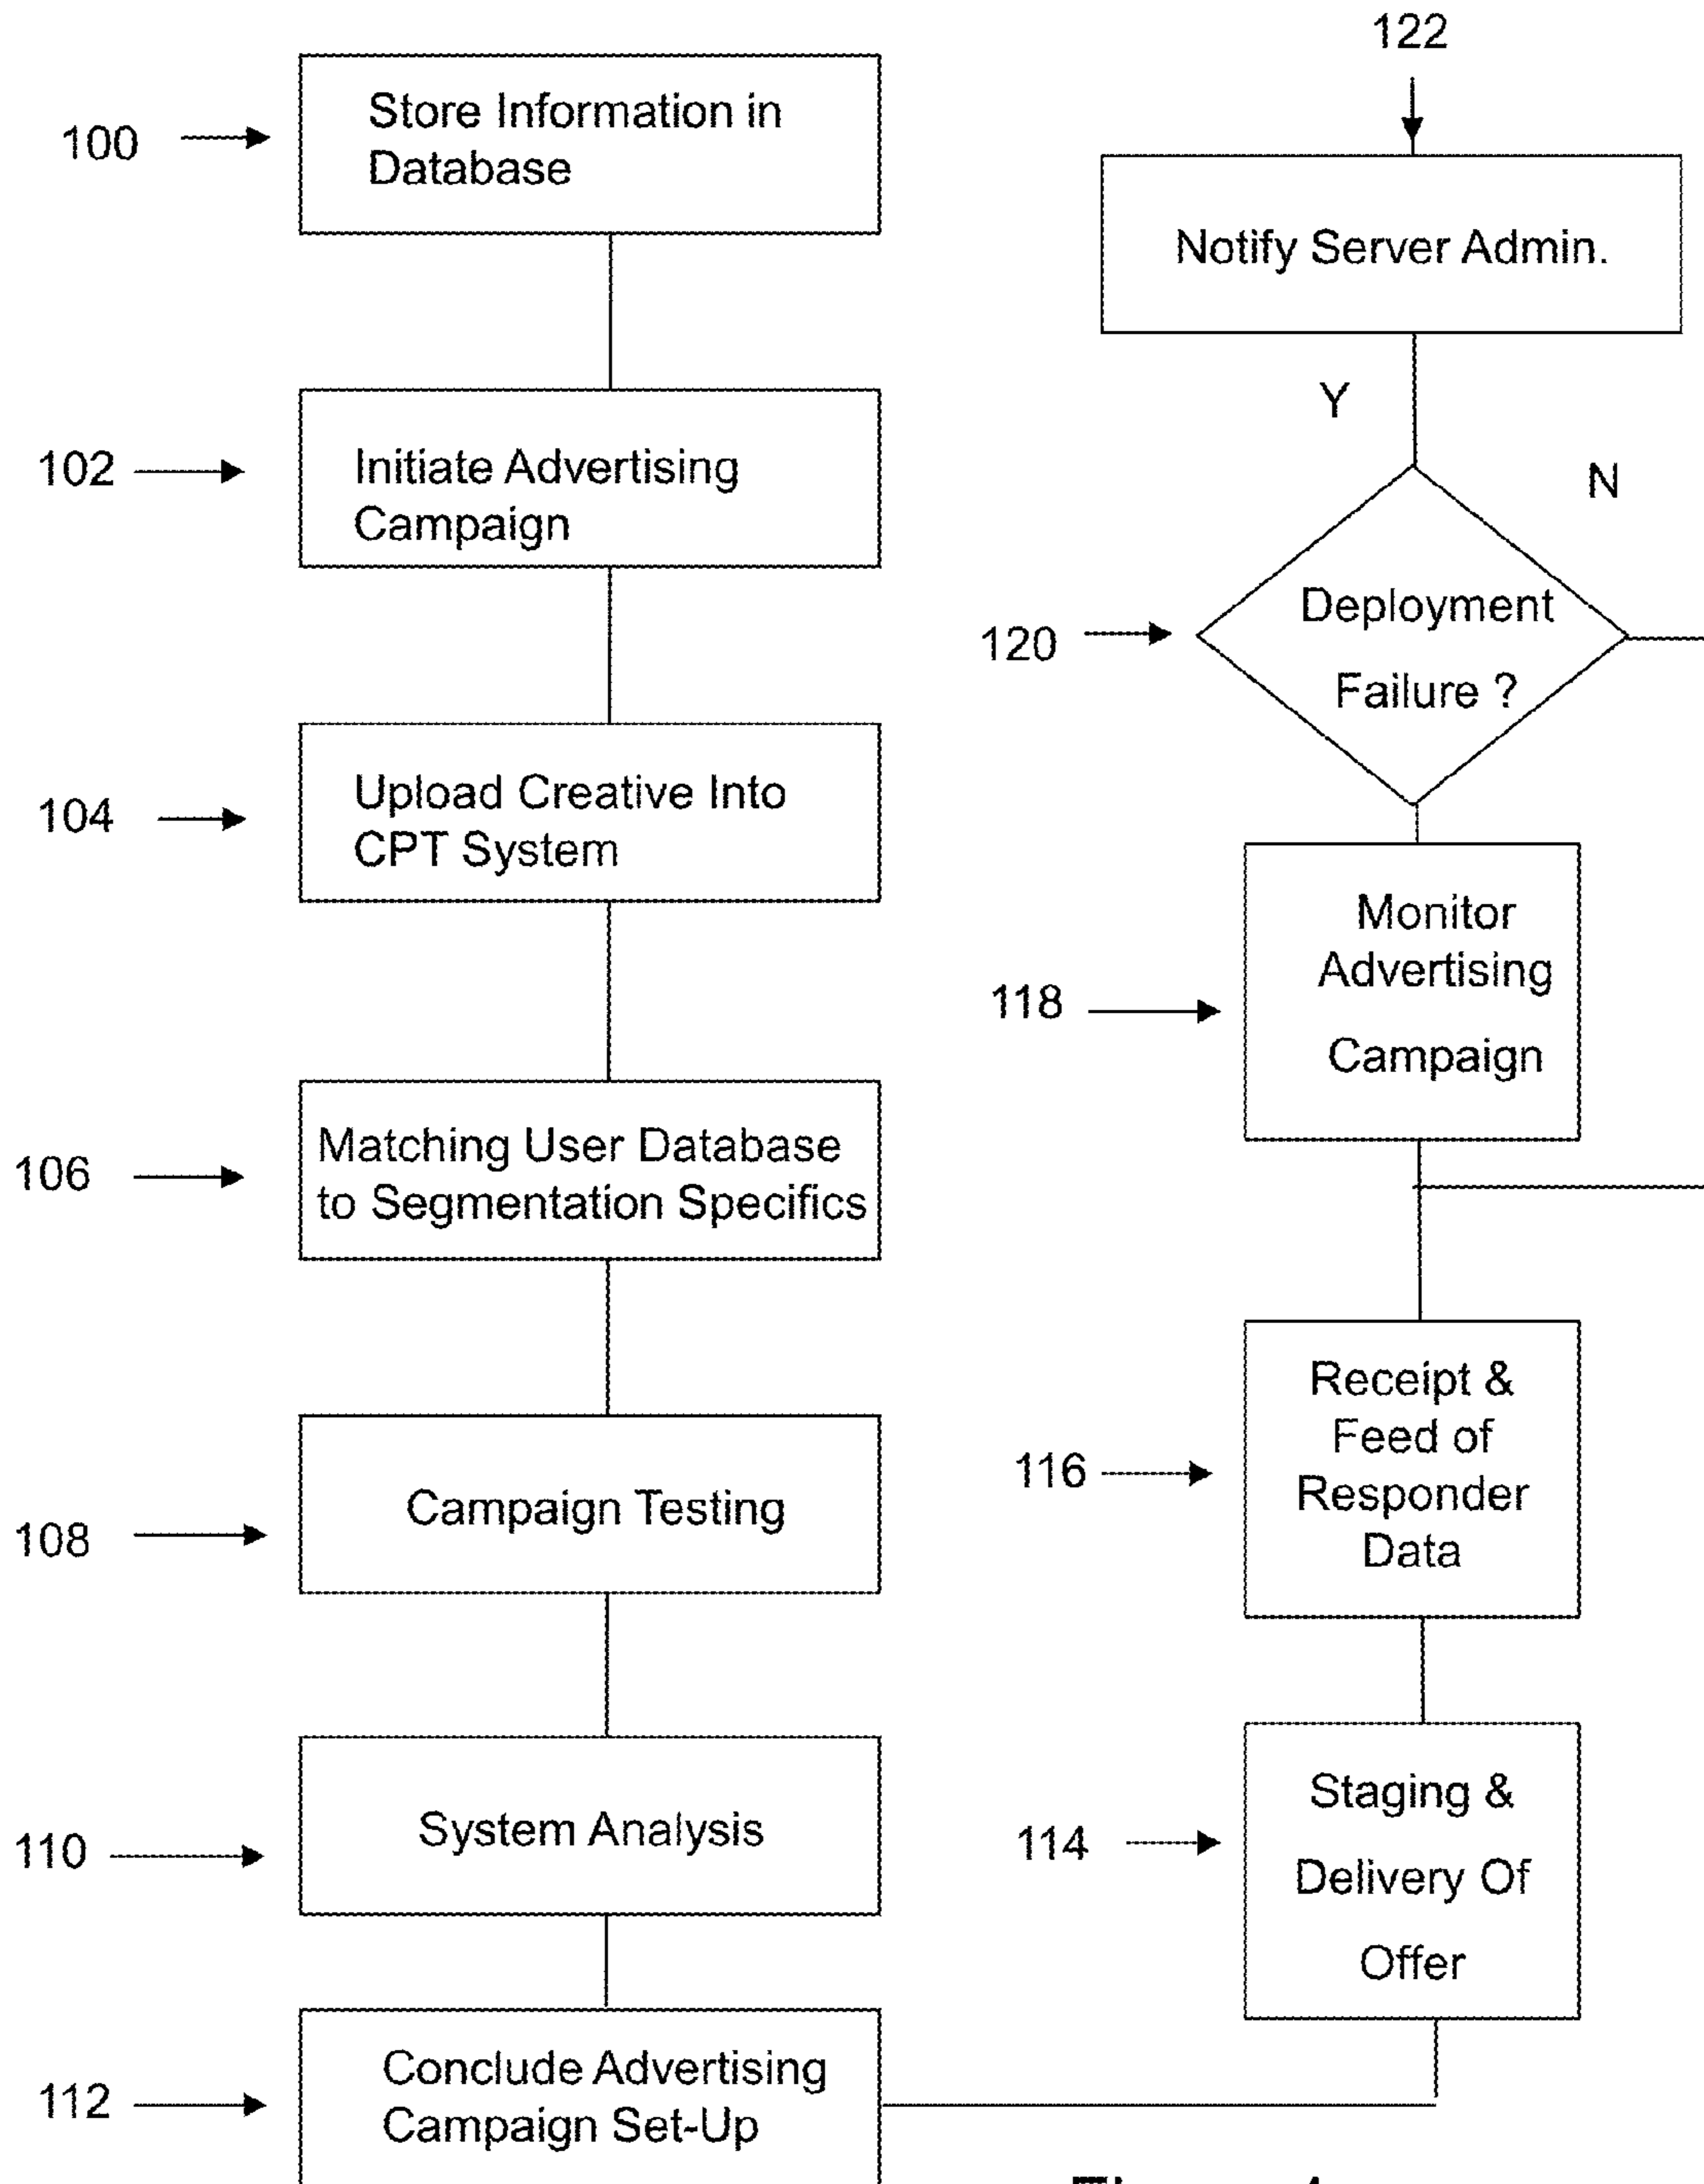 100
Store Information in
Database
102
Initiate Advertising
Campaign
104
Upload Creative Into
CPT System
106
Matching User Database
to Segmentation Specifics
108
Campaign Testing
110
System Analysis
112
Conclude Advertising
Campaign Set-Up
122
Notify Server Admin.
Y
N
120
Deployment
Failure ?
118
Monitor
Advertising
Campaign
116
Receipt &
Feed of
Responder
Data
114
Staging &
Delivery Of
Offer